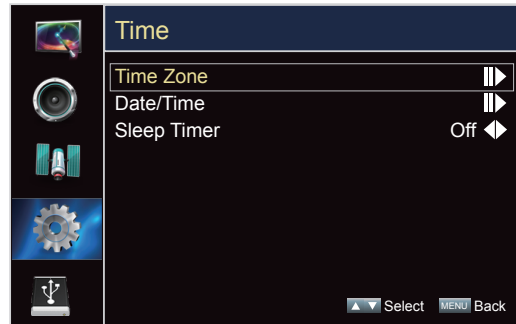 Time
Time Zone
Date/Time
Sleep Timer Off
Select MENU Back